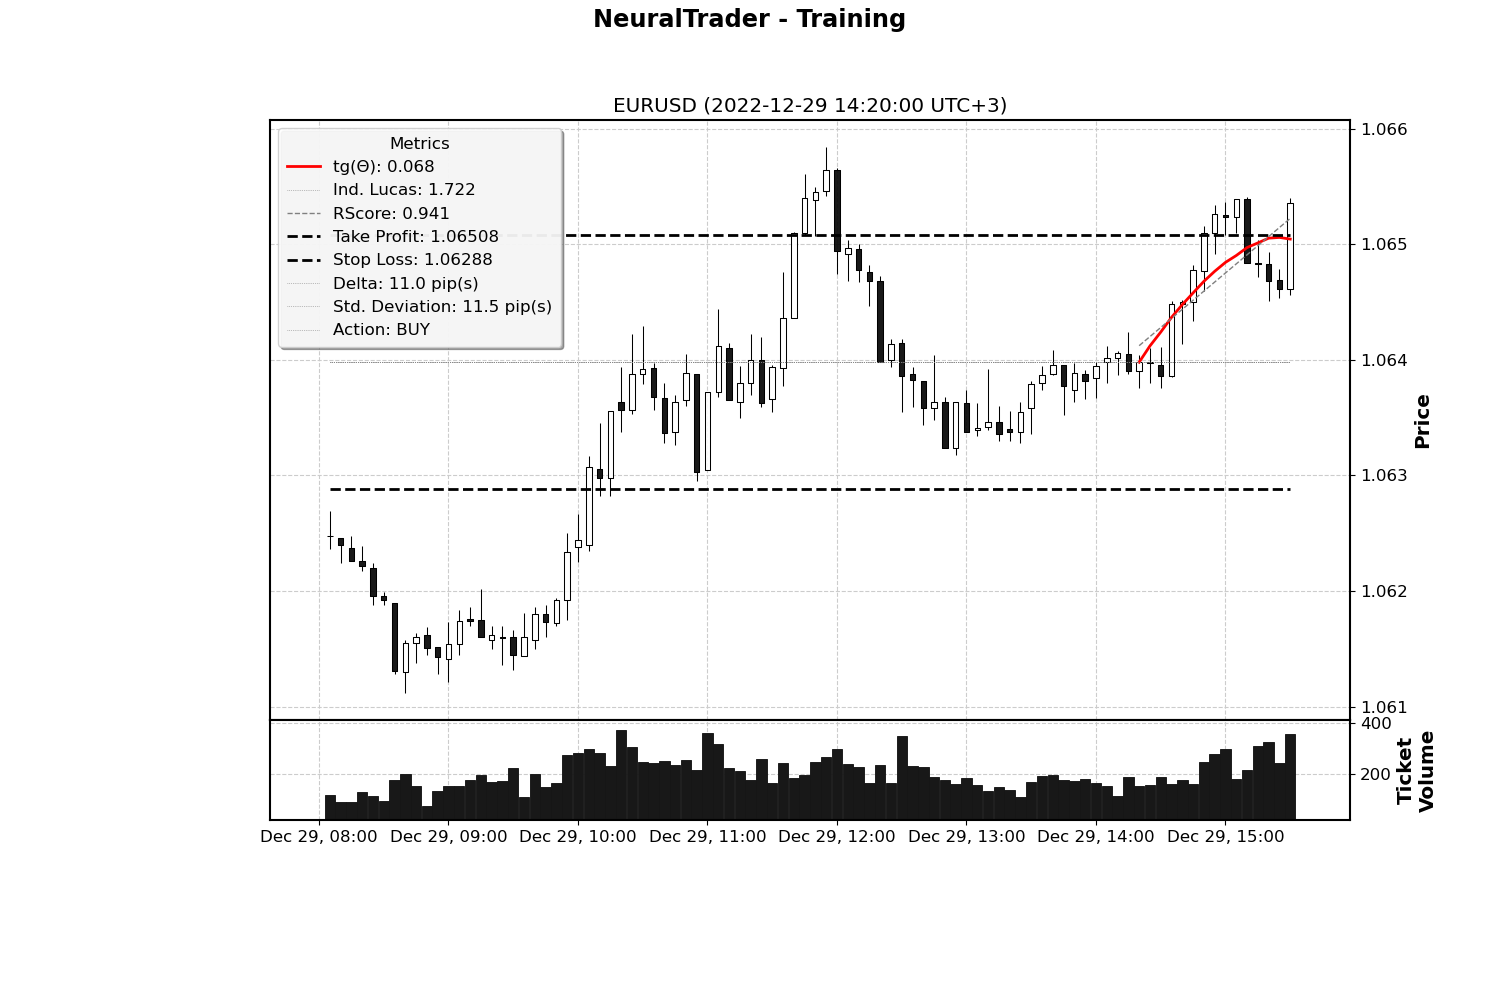 NeuralTrader - Training
EURUSD (2022-12-29 14:20:00 UTC+3)
Metrics
tg(Θ): 0.068
Ind. Lucas: 1.722
RScore: 0.941
Take Profit: 1.06508
Stop Loss: 1.06288
Delta: 11.0 pip(s)
Std. Deviation: 11.5 pip(s)
Action: BUY
1.066
1.065
1.064
1.063
1.062
1.061
Price
400
200
Ticket
Volume
Dec 29, 08:00
Dec 29, 09:00
Dec 29, 10:00
Dec 29, 11:00
Dec 29, 12:00
Dec 29, 13:00
Dec 29, 14:00
Dec 29, 15:00